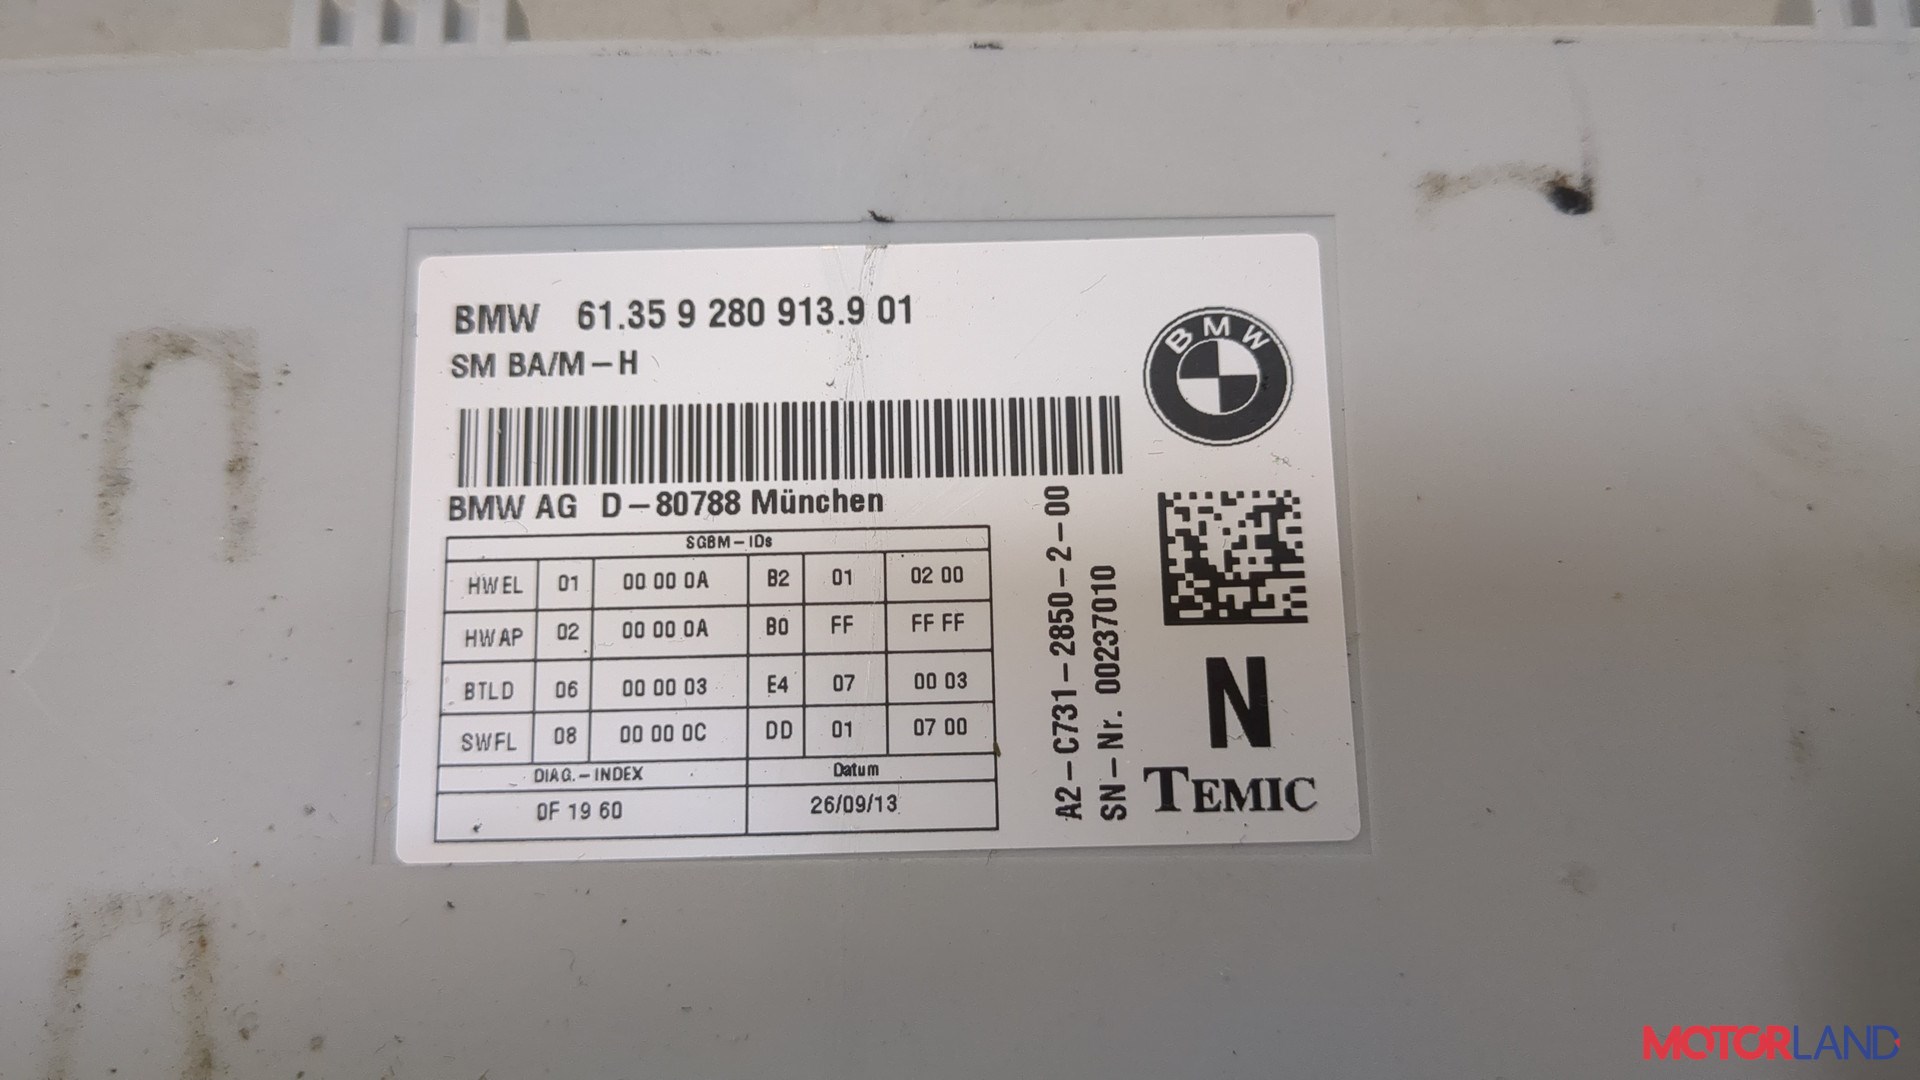 BMW 61.35 9 280 913.9 01
SM BA/M-H
BMW
BMW AG D-80788 München
SGBM-IDs
HWEL 01 00 00 0A B2 01 02 00
HWAP 02 00 00 0A B0 FF FF FF
BTLD 06 00 00 03 E4 07 00 03
SWFL 08 00 00 0C DD 01 07 00
DIAG.-INDEX Datum
0F 19 60 26/09/13
A2-C731-2850-2-00
SN-Nr. 00237010
N
TEMIC
MOTORLAND